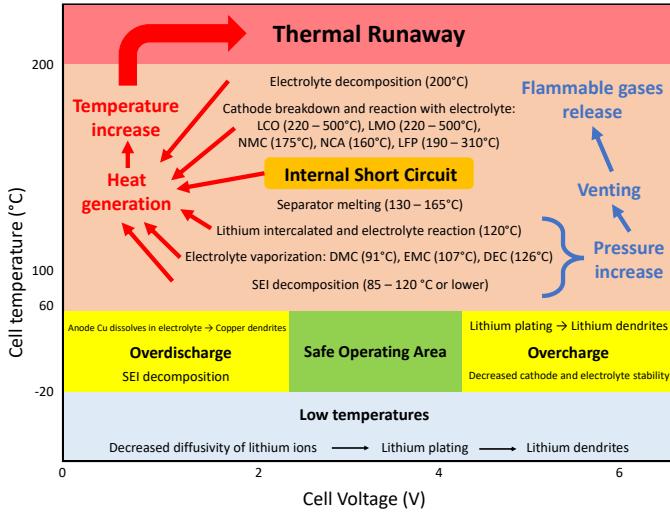 Thermal Runaway
200
Electrolyte decomposition (200°C)
Flammable gases
release
Temperature
increase
Cathode breakdown and reaction with electrolyte:
LCO (220 – 500°C), LMO (220 – 500°C),
NMC (175°C), NCA (160°C), LFP (190 – 310°C)
Heat
generation
Internal Short Circuit
Venting
Separator melting (130 – 165°C)
Lithium intercalated and electrolyte reaction (120°C)
Pressure
increase
Electrolyte vaporization: DMC (91°C), EMC (107°C), DEC (126°C)
SEI decomposition (85 – 120 °C or lower)
Cell temperature (°C)
100
60
Anode Cu dissolves in electrolyte → Copper dendrites
Overdischarge
SEI decomposition
Safe Operating Area
Lithium plating → Lithium dendrites
Overcharge
Decreased cathode and electrolyte stability
-20
Low temperatures
Decreased diffusivity of lithium ions → Lithium plating → Lithium dendrites
0 2 4 6
Cell Voltage (V)